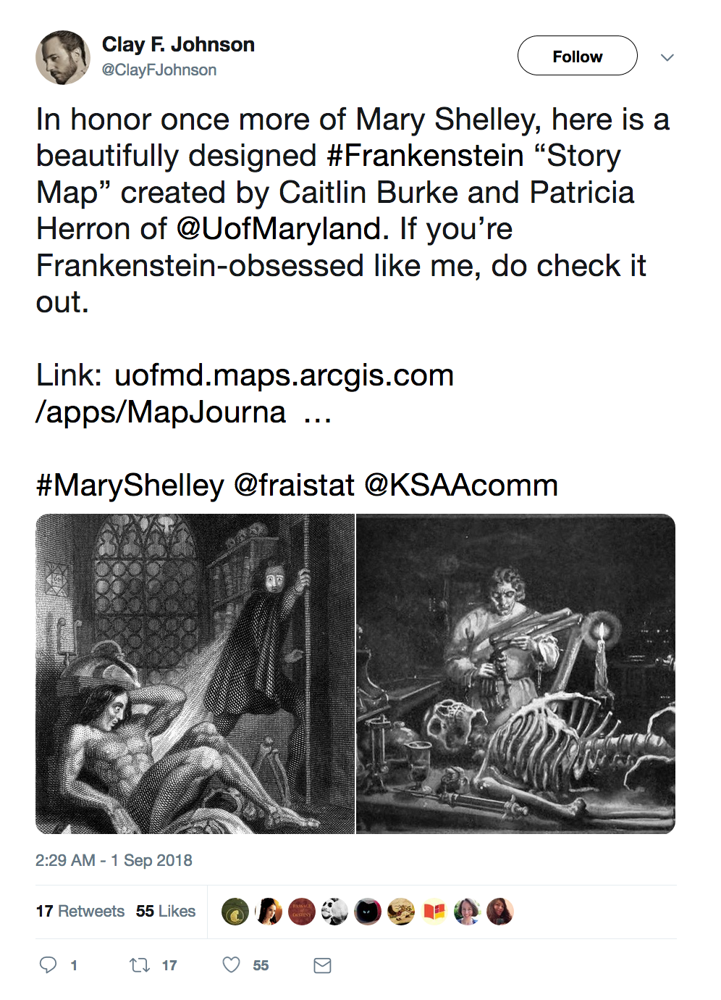 Clay F. Johnson
@ClayFJohnson
Follow
In honor once more of Mary Shelley, here is a
beautifully designed #Frankenstein “Story
Map” created by Caitlin Burke and Patricia
Herron of @UofMaryland. If you’re
Frankenstein-obsessed like me, do check it
out.
Link: uofmd.maps.arcgis.com
/apps/MapJourna …
#MaryShelley @fraistat @KSAAcomm
2:29 AM - 1 Sep 2018
17 Retweets 55 Likes
PASSAGE
of
DESTINY
1 17 55